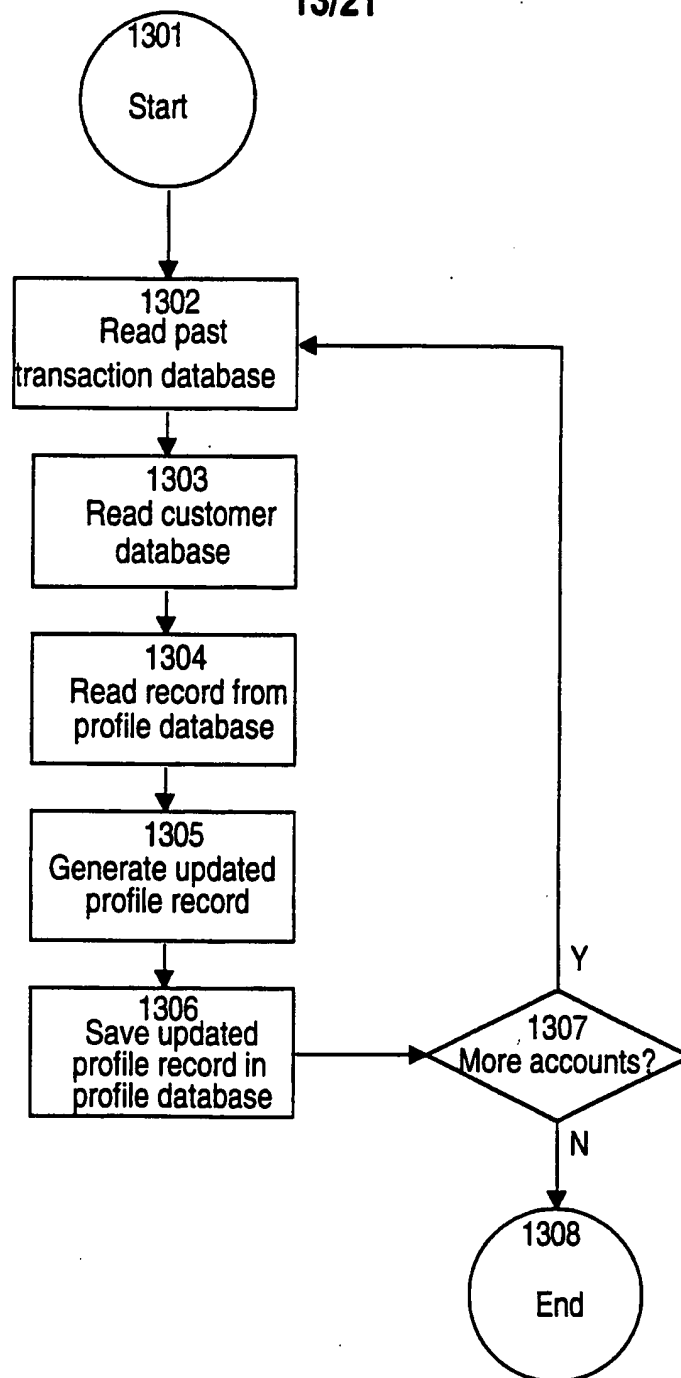 13/21
1301
Start
1302
Read past
transaction database
1303
Read customer
database
1304
Read record from
profile database
1305
Generate updated
profile record
1306
Save updated
profile record in
profile database
Y
1307
More accounts?
N
1308
End